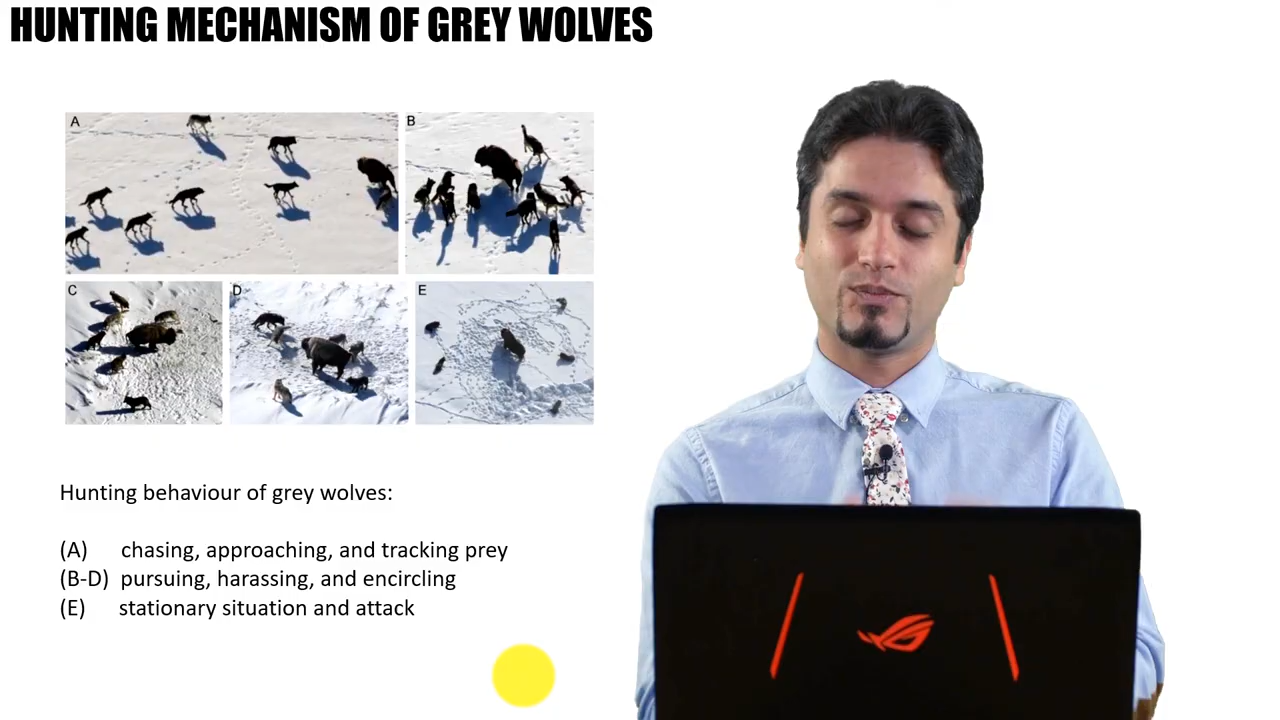 HUNTING MECHANISM OF GREY WOLVES
A
B
C
D
E
Hunting behaviour of grey wolves:
(A) chasing, approaching, and tracking prey
(B-D) pursuing, harassing, and encircling
(E) stationary situation and attack